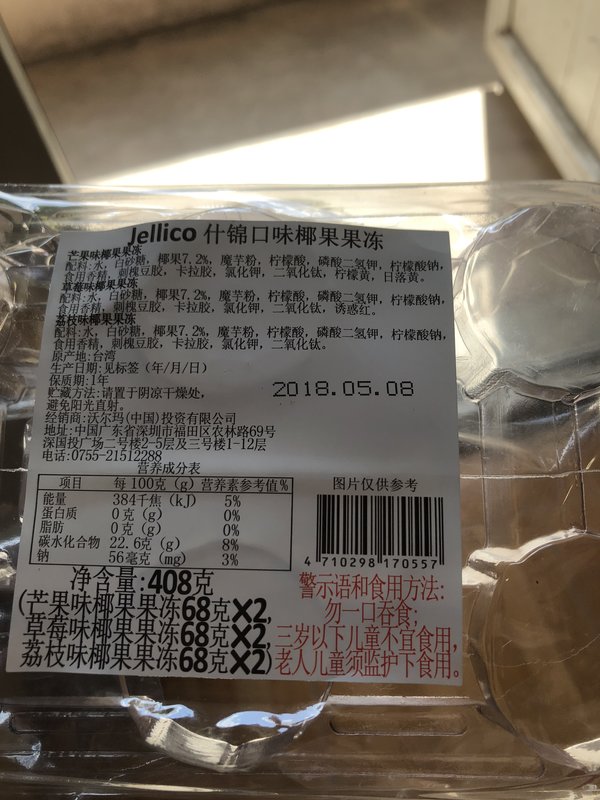 Jellico 什锦口味椰果果冻
芒果味椰果果冻
配料:水, 白砂糖, 椰果7.2%, 魔芋粉, 柠檬酸, 磷酸二氢钾, 柠檬酸钠,
食用香精, 刺槐豆胶, 卡拉胶, 氯化钾, 二氧化钛, 柠檬黄, 日落黄。
草莓味椰果果冻
配料:水, 白砂糖, 椰果7.2%, 魔芋粉, 柠檬酸, 磷酸二氢钾, 柠檬酸钠,
食用香精, 刺槐豆胶, 卡拉胶, 氯化钾, 二氧化钛, 诱惑红。
荔枝味椰果果冻
配料:水, 白砂糖, 椰果7.2%, 魔芋粉, 柠檬酸, 磷酸二氢钾, 柠檬酸钠,
食用香精, 刺槐豆胶, 卡拉胶, 氯化钾, 二氧化钛。
原产地:台湾
生产日期:见标签（年/月/日）
保质期:1年
贮藏方法:请置于阴凉干燥处,
避免阳光直射。
2018.05.08
经销商:沃尔玛(中国)投资有限公司
地址:中国广东省深圳市福田区农林路69号
深国投广场二号楼2-5层及三号楼1-12层
电话:0755-21512288
营养成分表
项目 每100克（g）营养素参考值%
能量 384千焦（kJ） 5%
蛋白质 0克（g） 0%
脂肪 0克（g） 0%
碳水化合物 22.6克（g） 8%
钠 56毫克（mg） 3%
图片仅供参考
4 710298 170557
净含量:408克
(芒果味椰果果冻68克X2,
草莓味椰果果冻68克X2,
荔枝味椰果果冻68克X2)
警示语和食用方法:
勿一口吞食;
三岁以下儿童不宜食用,
老人儿童须监护下食用。